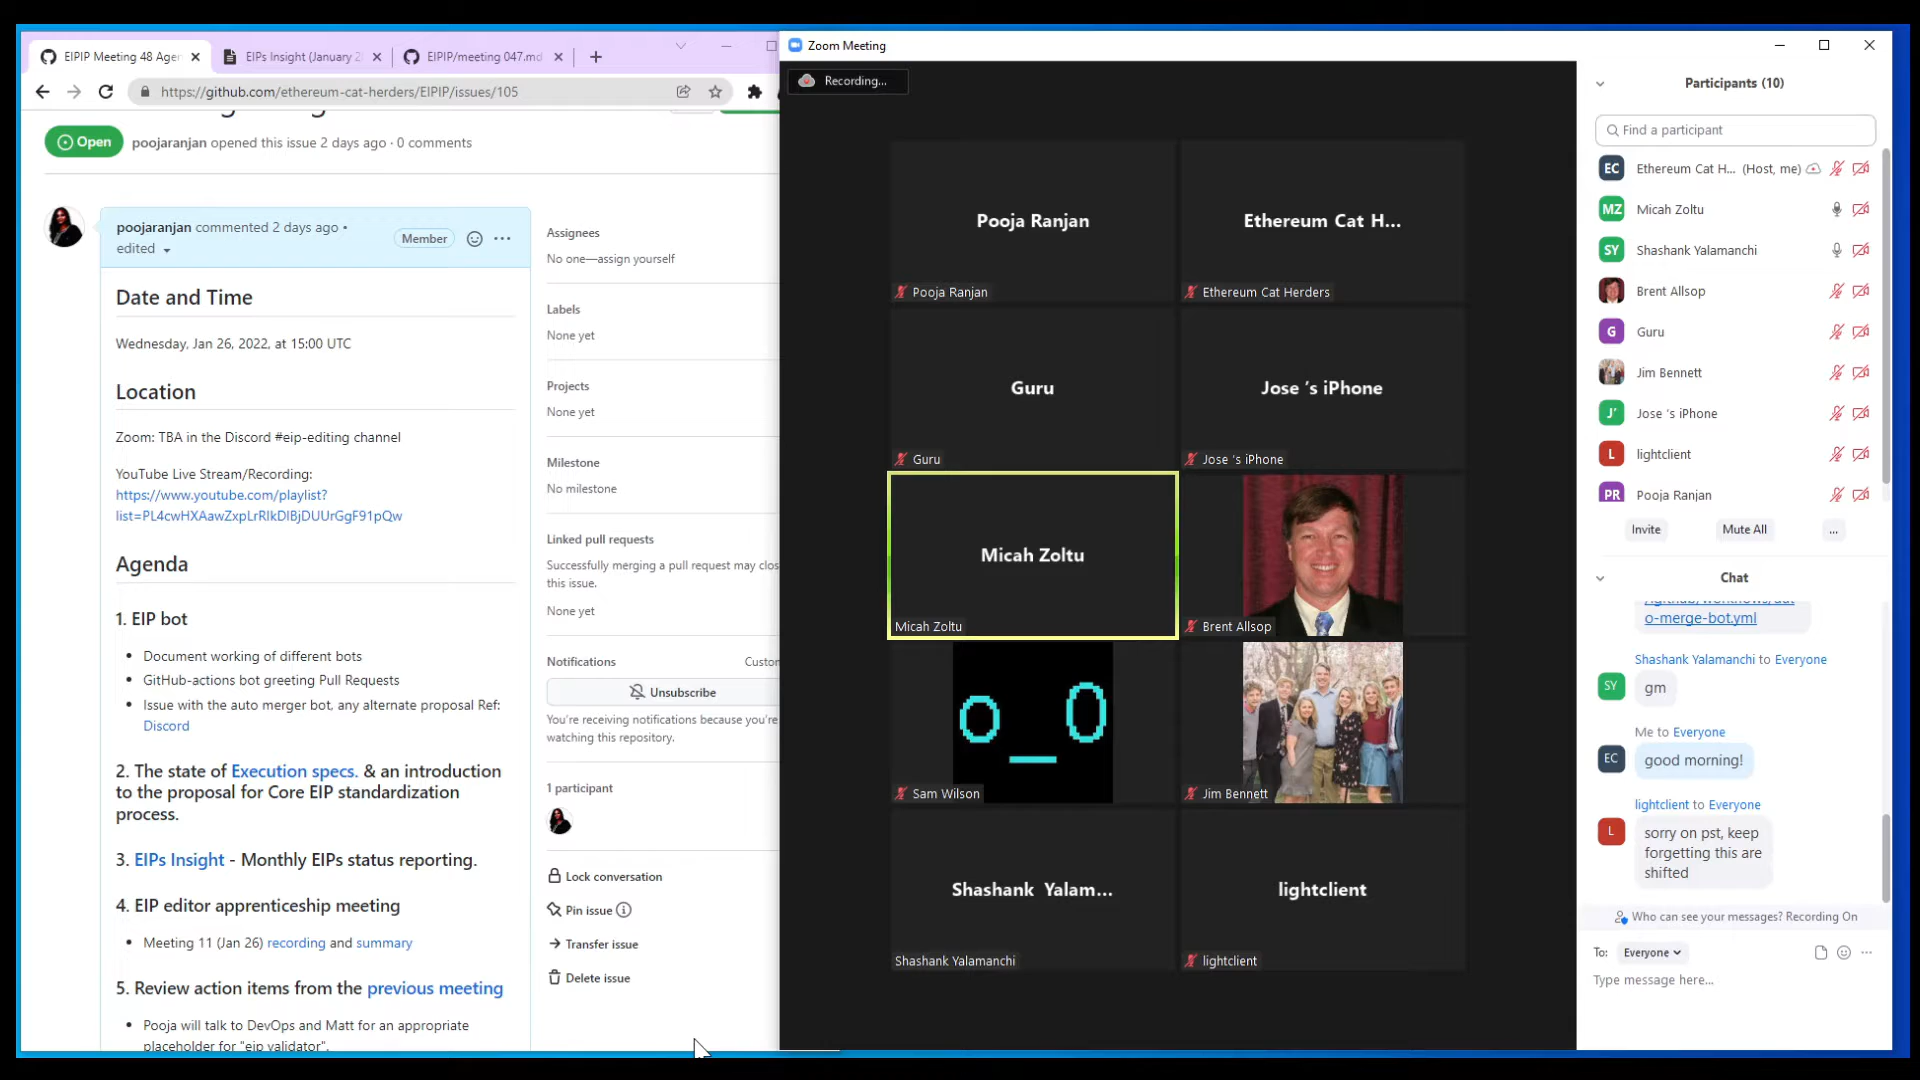 EIPIP Meeting 48 Agen
EIPs Insight (January 2
EIPIP/meeting 047.md
https://github.com/ethereum-cat-herders/EIPIP/issues/105
Open
poojaranjan opened this issue 2 days ago · 0 comments
poojaranjan commented 2 days ago •
edited
Member
Date and Time
Wednesday, Jan 26, 2022, at 15:00 UTC
Location
Zoom: TBA in the Discord #eip-editing channel
YouTube Live Stream/Recording:
https://www.youtube.com/playlist?
list=PL4cwHXAawZxpLrRIkDlBjDUUrGgF91pQw
Agenda
1. EIP bot
• Document working of different bots
• GitHub-actions bot greeting Pull Requests
• Issue with the auto merger bot, any alternate proposal Ref:
Discord
2. The state of Execution specs. & an introduction
to the proposal for Core EIP standardization
process.
3. EIPs Insight - Monthly EIPs status reporting.
4. EIP editor apprenticeship meeting
• Meeting 11 (Jan 26) recording and summary
5. Review action items from the previous meeting
• Pooja will talk to DevOps and Matt for an appropriate
placeholder for "eip validator".
Assignees
No one—assign yourself
Labels
None yet
Projects
None yet
Milestone
No milestone
Linked pull requests
Successfully merging a pull request may clos
this issue.
None yet
Notifications
Custom
Unsubscribe
You're receiving notifications because you're
watching this repository.
1 participant
Lock conversation
Pin issue
Transfer issue
Delete issue
Zoom Meeting
Recording...
Pooja Ranjan
Pooja Ranjan
Ethereum Cat H...
Ethereum Cat Herders
Guru
Guru
Jose 's iPhone
Jose 's iPhone
Micah Zoltu
Micah Zoltu
Brent Allsop
Sam Wilson
Jim Bennett
Shashank Yalam...
Shashank Yalamanchi
lightclient
lightclient
Participants (10)
Find a participant
EC Ethereum Cat H... (Host, me)
MZ Micah Zoltu
SY Shashank Yalamanchi
Brent Allsop
G Guru
Jim Bennett
J' Jose 's iPhone
L lightclient
PR Pooja Ranjan
Invite
Mute All
...
Chat
o-merge-bot.yml
Shashank Yalamanchi to Everyone
SY
gm
Me to Everyone
EC
good morning!
lightclient to Everyone
L
sorry on pst, keep
forgetting this are
shifted
Who can see your messages? Recording On
To: Everyone
Type message here...